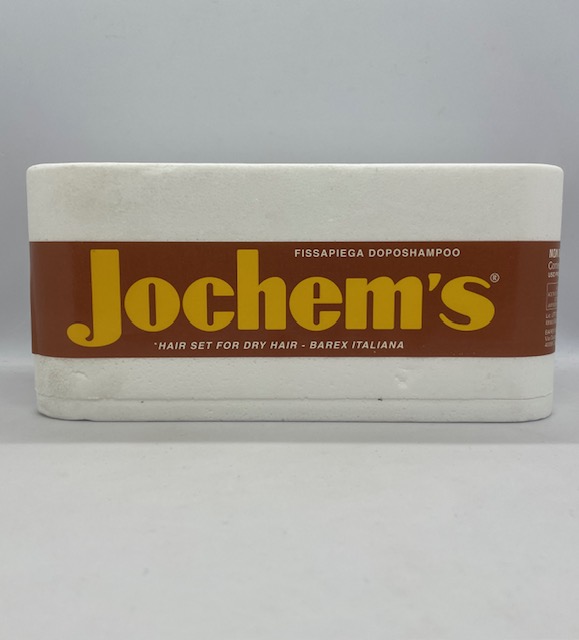 FISSAPIEGA DOPOSHAMPOO
Jochem's®
*HAIR SET FOR DRY HAIR - BAREX ITALIANA